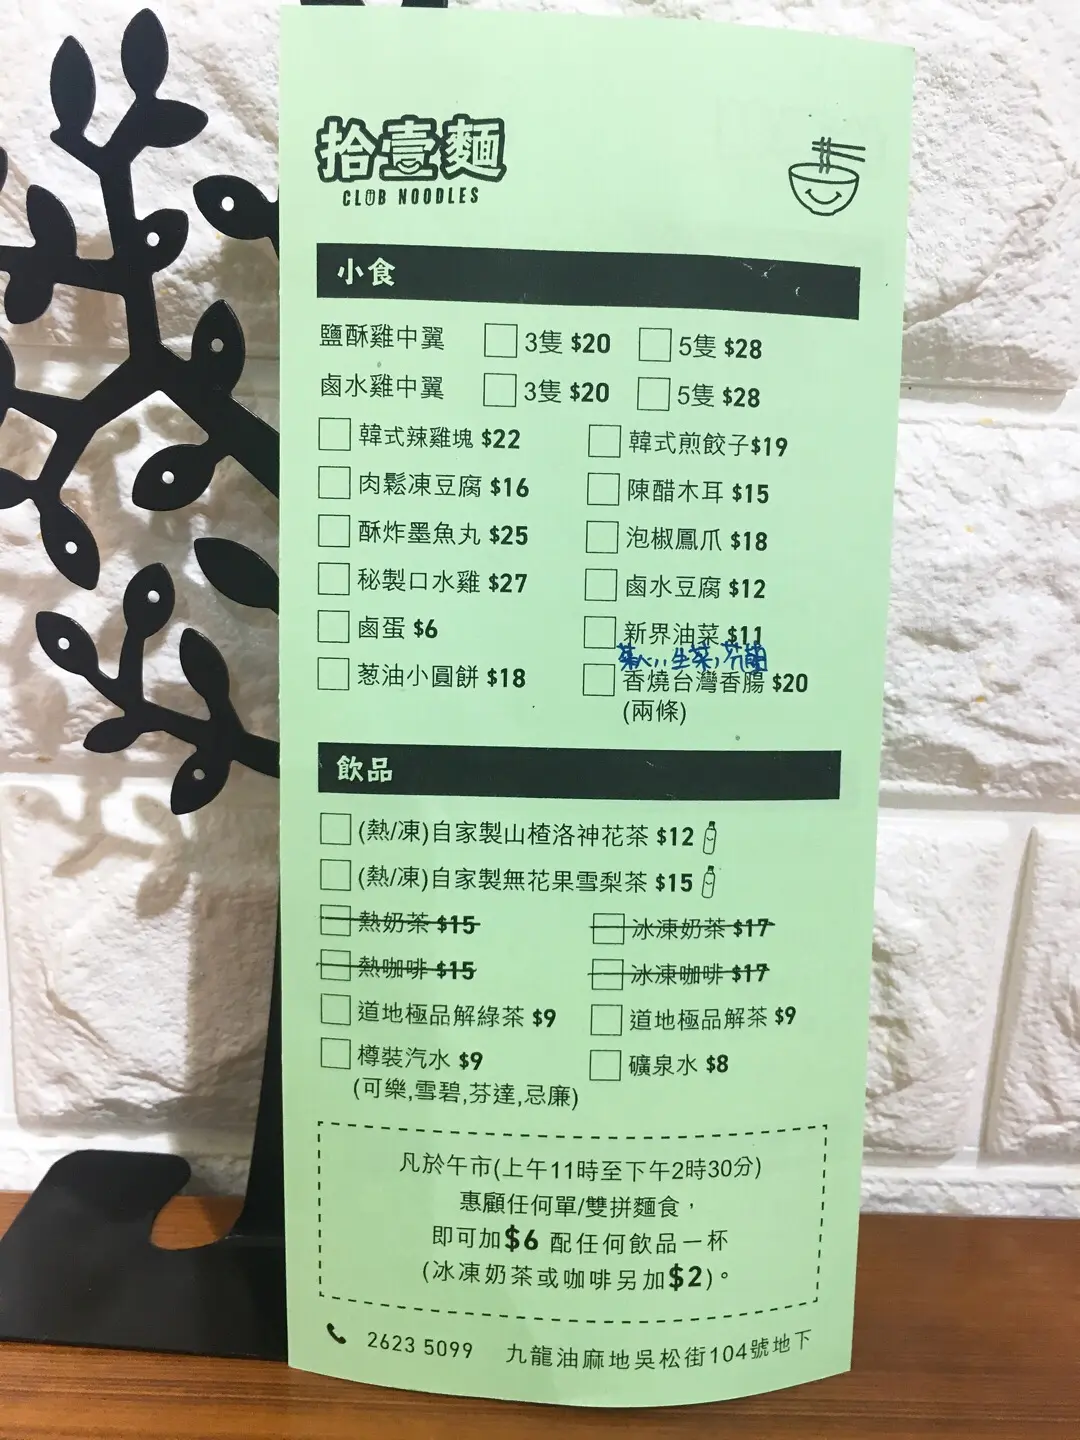 拾壹麵
CLUB NOODLES
小食
鹽酥雞中翼 3隻 $20 5隻 $28
鹵水雞中翼 3隻 $20 5隻 $28
韓式辣雞塊 $22 韓式煎餃子$19
肉鬆凍豆腐 $16 陳醋木耳 $15
酥炸墨魚丸 $25 泡椒鳳爪 $18
秘製口水雞 $27 鹵水豆腐 $12
鹵蛋 $6 新界油菜 $11
菜心,生菜,芥蘭
葱油小圓餅 $18 香燒台灣香腸 $20
(兩條)
飲品
(熱/凍)自家製山楂洛神花茶 $12
(熱/凍)自家製無花果雪梨茶 $15
熱奶茶 $15 冰凍奶茶 $17
熱咖啡 $15 冰凍咖啡 $17
道地極品解綠茶 $9 道地極品解茶 $9
樽裝汽水 $9 礦泉水 $8
(可樂,雪碧,芬達,忌廉)
凡於午市(上午11時至下午2時30分)
惠顧任何單/雙拼麵食，
即可加$6 配任何飲品一杯
(冰凍奶茶或咖啡另加$2)。
2623 5099 九龍油麻地吳松街104號地下